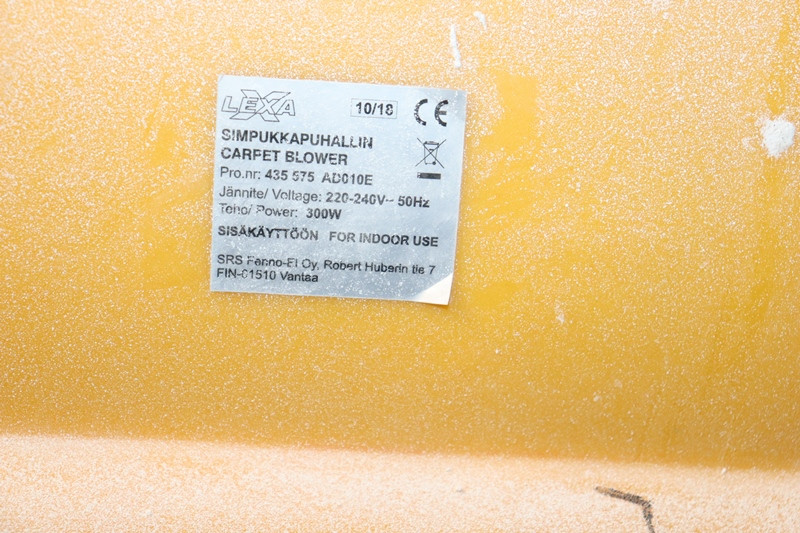 LEXA 10/18 CE
SIMPUKKAPUHALLIN
CARPET BLOWER
Pro.nr: 435 575 AD010E
Jännite/ Voltage: 220-240V~ 50Hz
Teho/ Power: 300W
SISÄKÄYTTÖÖN FOR INDOOR USE
SRS Fenno-El Oy, Robert Huberin tie 7
FIN-01510 Vantaa